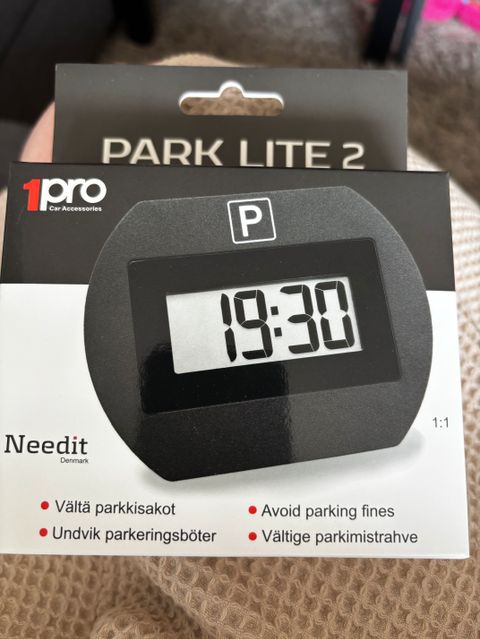 PARK LITE 2
1pro
Car Accessories
P
19:30
1:1
Needit
Denmark
• Vältä parkkisakot
• Undvik parkeringsböter
• Avoid parking fines
• Vältige parkimistrahve